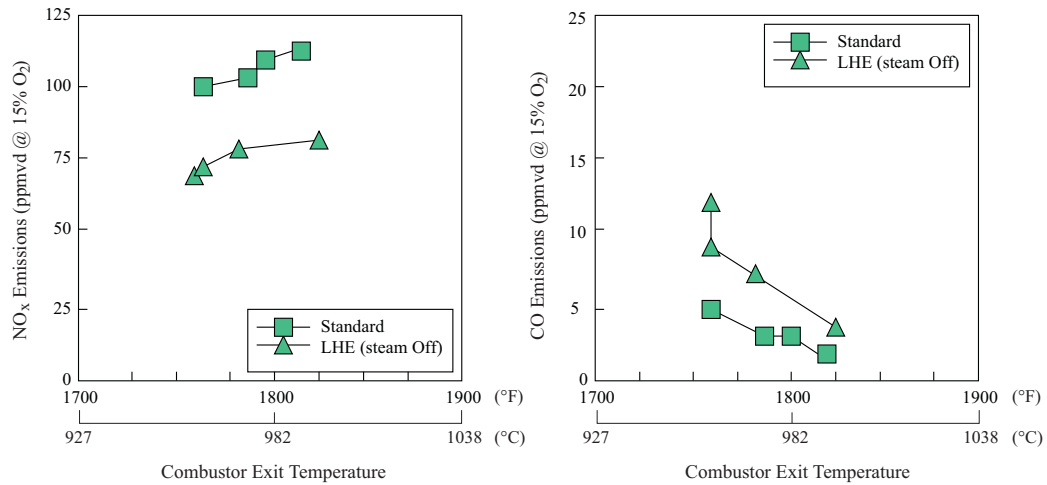 125
100
75
50
25
0
NOx Emissions (ppmvd @ 15% O2)
Standard
LHE (steam Off)
1700 1800 1900 (°F)
927 982 1038 (°C)
Combustor Exit Temperature
25
20
15
10
5
0
CO Emissions (ppmvd @ 15% O2)
Standard
LHE (steam Off)
1700 1800 1900 (°F)
927 982 1038 (°C)
Combustor Exit Temperature